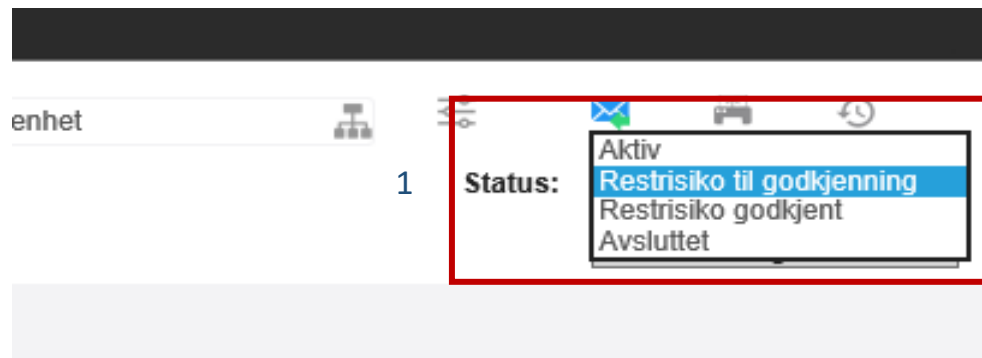 enhet
Aktiv
1 Status: Restrisiko til godkjenning
Restrisiko godkjent
Avsluttet